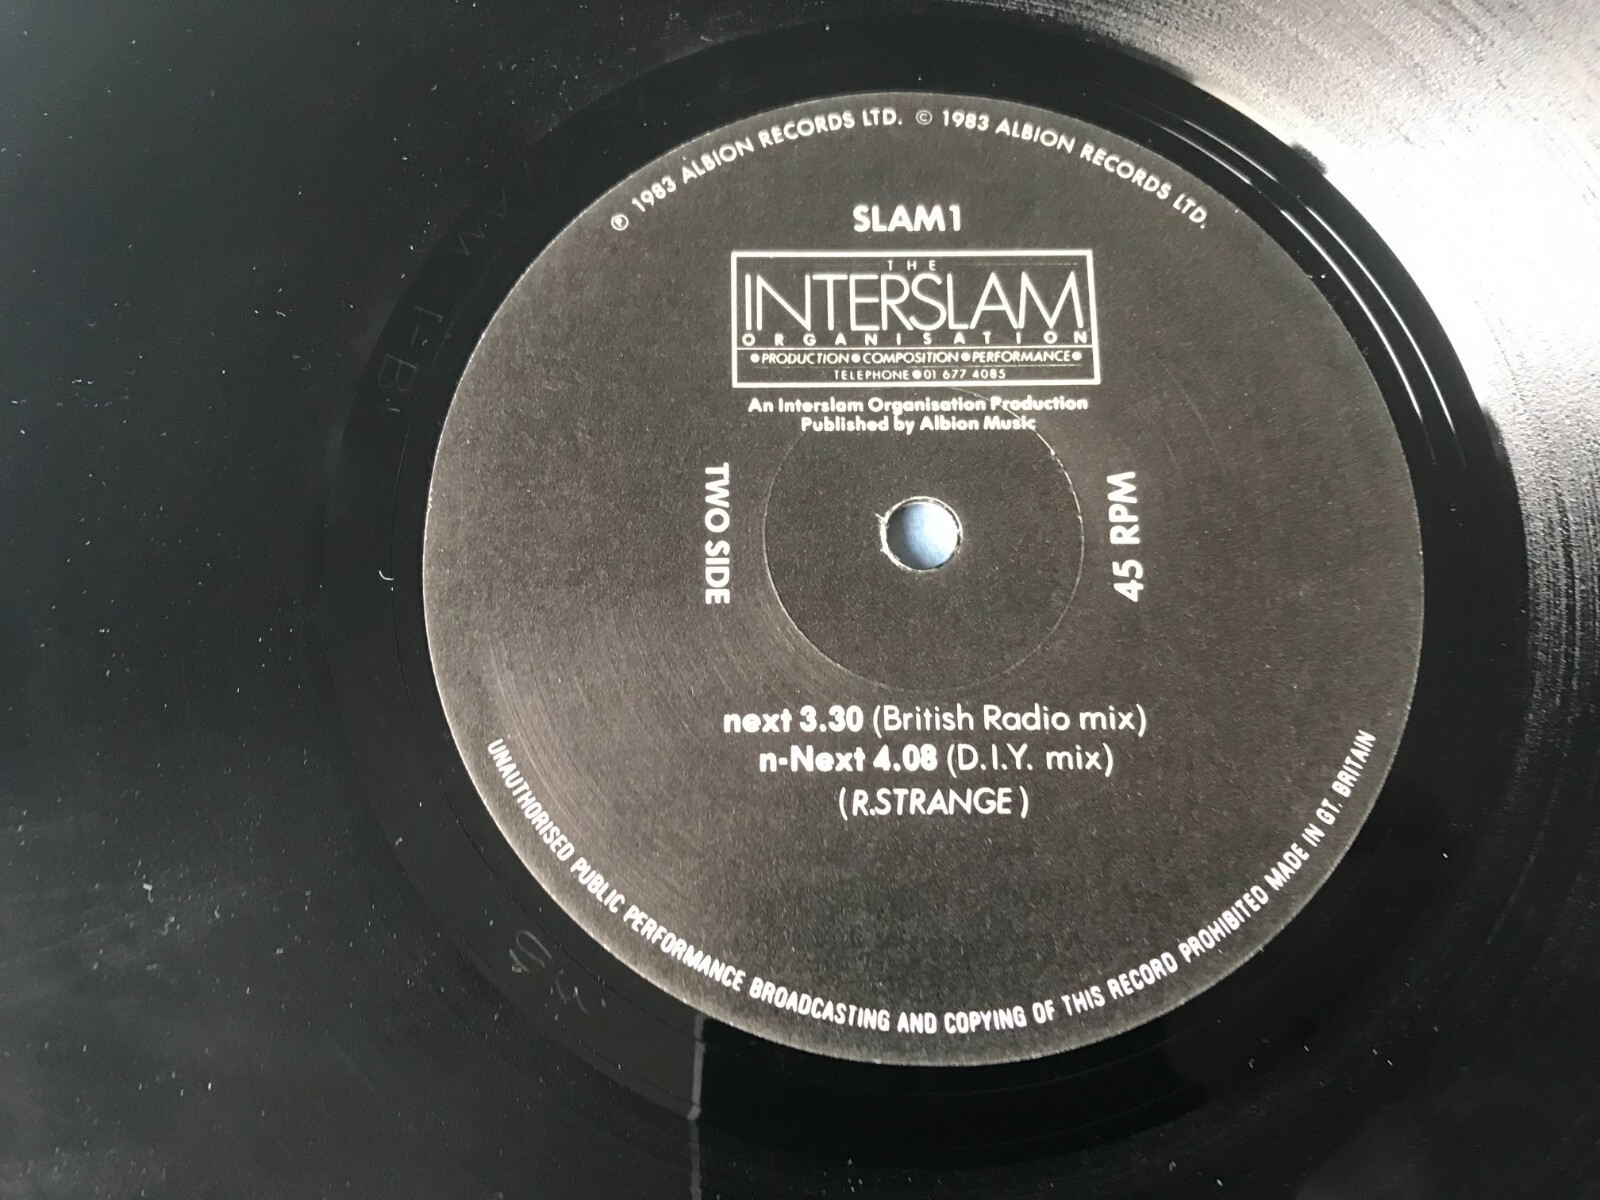 ℗ 1983 ALBION RECORDS LTD. © 1983 ALBION RECORDS LTD.
SLAM1
THE
INTERSLAM
ORGANISATION
●PRODUCTION●COMPOSITION●PERFORMANCE●
TELEPHONE●01 677 4085
An Interslam Organisation Production
Published by Albion Music
TWO SIDE
45 RPM
next 3.30 (British Radio mix)
n-Next 4.08 (D.I.Y. mix)
(R.STRANGE)
UNAUTHORISED PUBLIC PERFORMANCE BROADCASTING AND COPYING OF THIS RECORD PROHIBITED MADE IN GT. BRITAIN